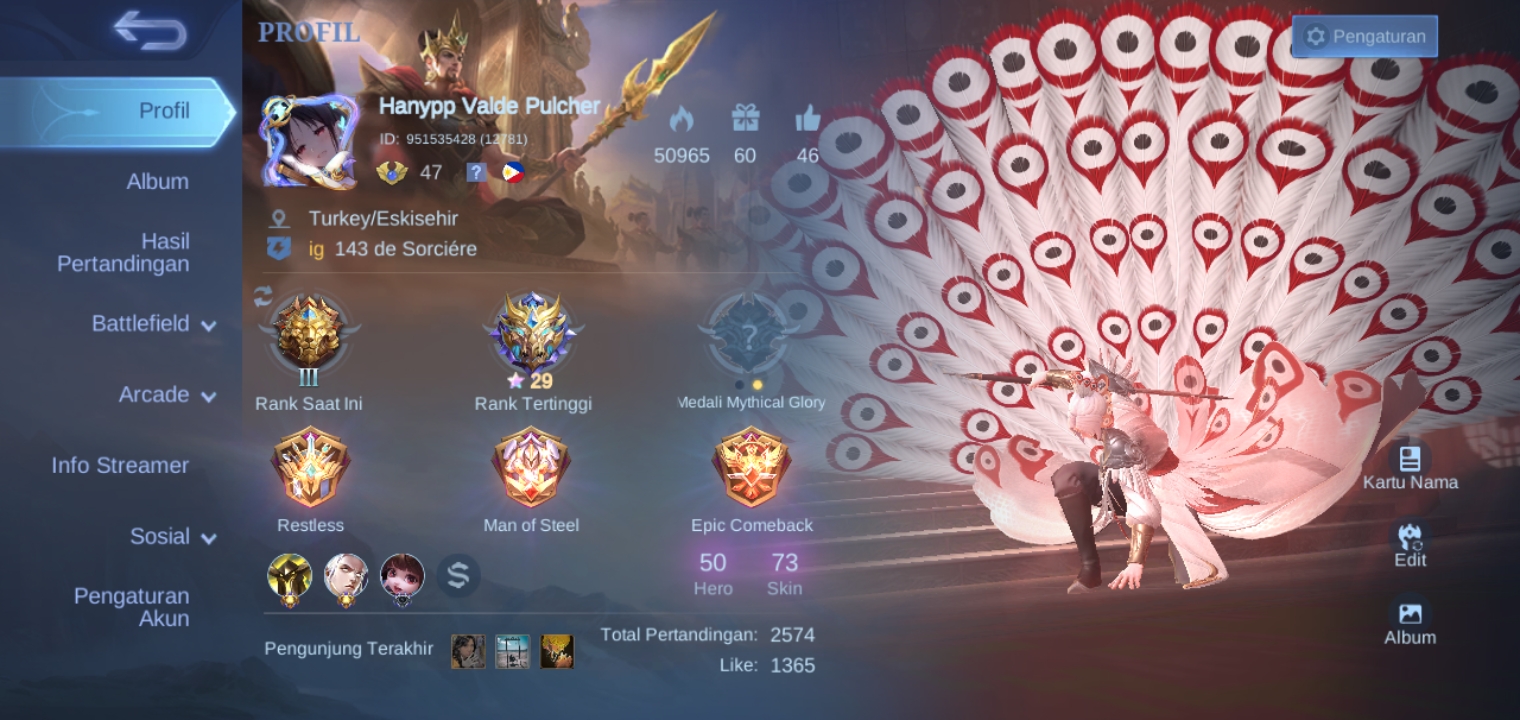 PROFIL
Pengaturan
Profil
Album
Hasil
Pertandingan
Battlefield
Arcade
Info Streamer
Sosial
Pengaturan
Akun
Hanypp Valde Pulcher
ID: 951535428 (12781)
47
?
50965
60
46
Turkey/Eskisehir
ig 143 de Sorciére
III
Rank Saat Ini
29
Rank Tertinggi
?
Medali Mythical Glory
Restless
Man of Steel
Epic Comeback
50
Hero
73
Skin
Pengunjung Terakhir
Total Pertandingan: 2574
Like: 1365
Kartu Nama
Edit
Album